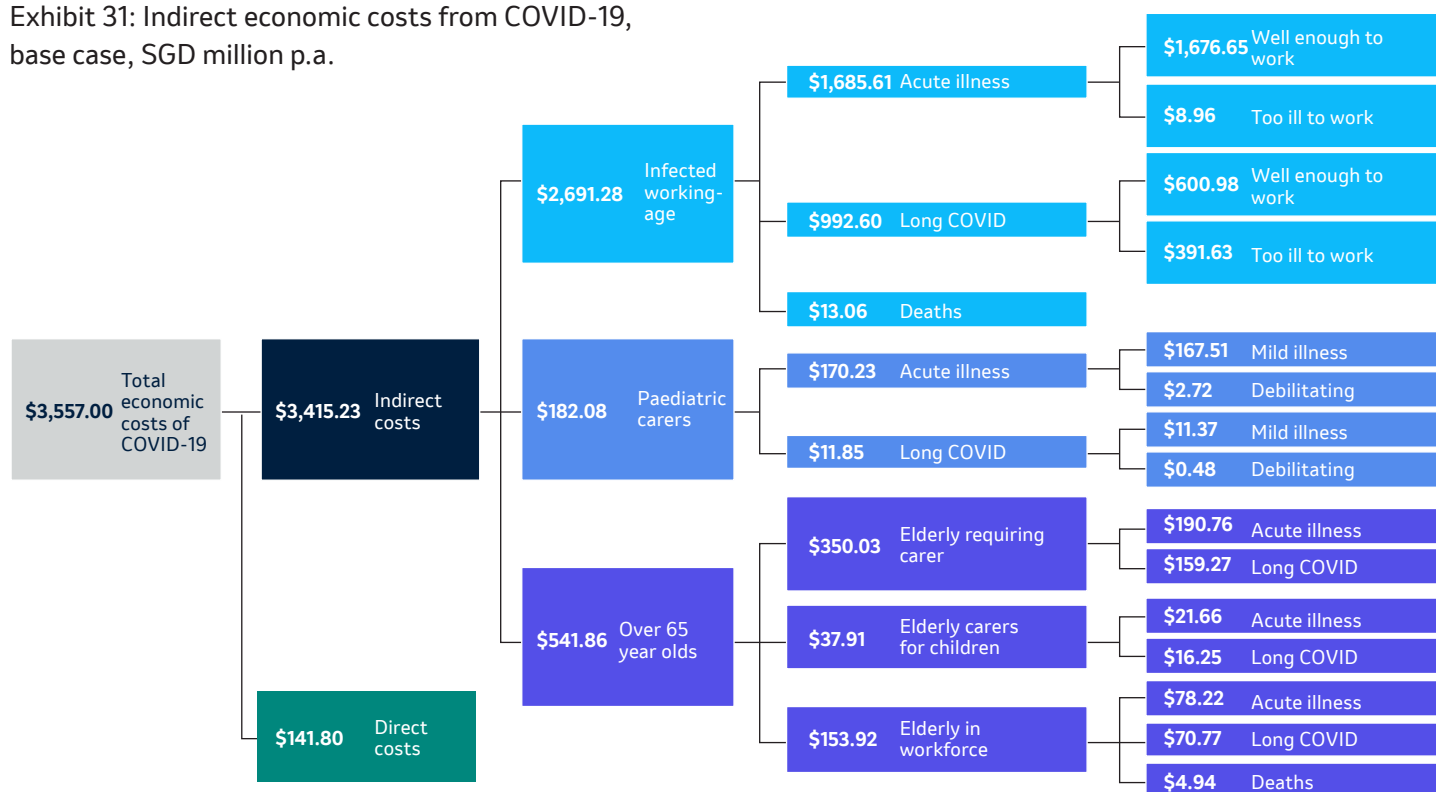 Exhibit 31: Indirect economic costs from COVID-19,
base case, SGD million p.a.
$3,557.00
Total
economic
costs of
COVID-19
$3,415.23
Indirect
costs
$141.80
Direct
costs
$2,691.28
Infected
working-
age
$1,685.61 Acute illness
$1,676.65
Well enough to
work
$8.96 Too ill to work
$992.60 Long COVID
$600.98
Well enough to
work
$391.63 Too ill to work
$13.06 Deaths
$182.08
Paediatric
carers
$170.23 Acute illness
$167.51 Mild illness
$2.72 Debilitating
$11.85 Long COVID
$11.37 Mild illness
$0.48 Debilitating
$541.86
Over 65
year olds
$350.03
Elderly requiring
carer
$190.76 Acute illness
$159.27 Long COVID
$37.91
Elderly carers
for children
$21.66 Acute illness
$16.25 Long COVID
$153.92
Elderly in
workforce
$78.22 Acute illness
$70.77 Long COVID
$4.94 Deaths